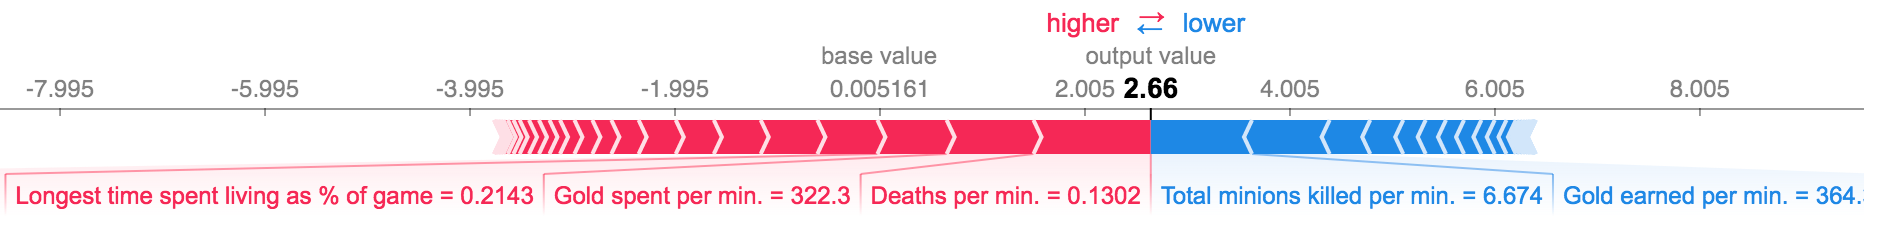 higher ⇄ lower
base value output value
-7.995 -5.995 -3.995 -1.995 0.005161 2.005 2.66 4.005 6.005 8.005
Longest time spent living as % of game = 0.2143 Gold spent per min. = 322.3 Deaths per min. = 0.1302 Total minions killed per min. = 6.674 Gold earned per min. = 364.